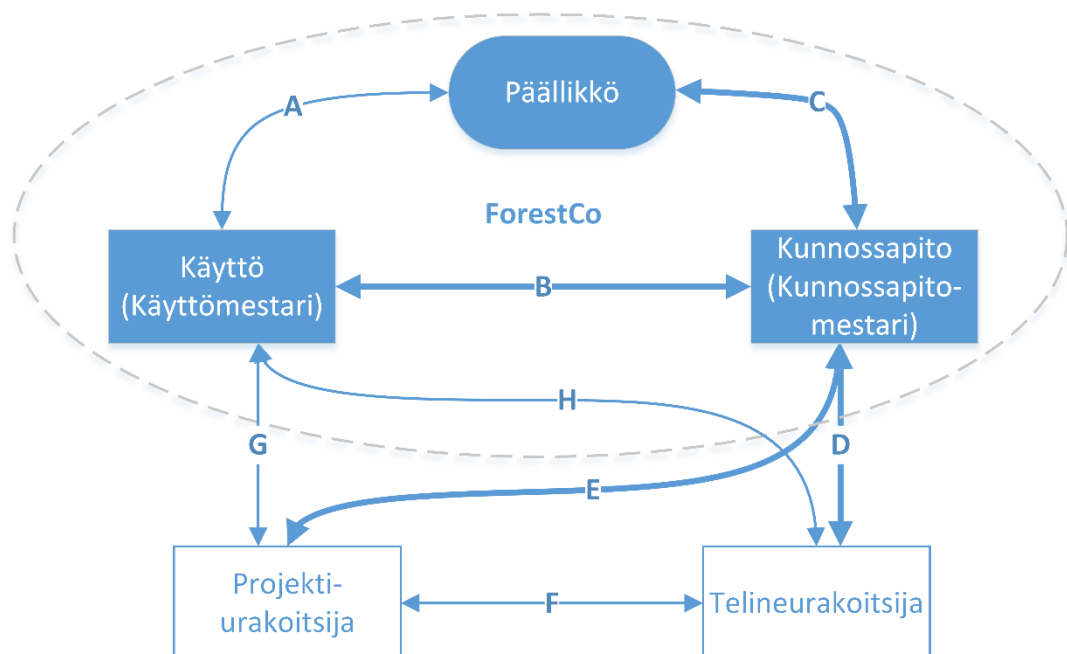 Päällikkö
A
C
ForestCo
Käyttö
(Käyttömestari)
B
Kunnossapito
(Kunnossapito-
mestari)
H
G
D
E
Projekti-
urakoitsija
F
Telineurakoitsija